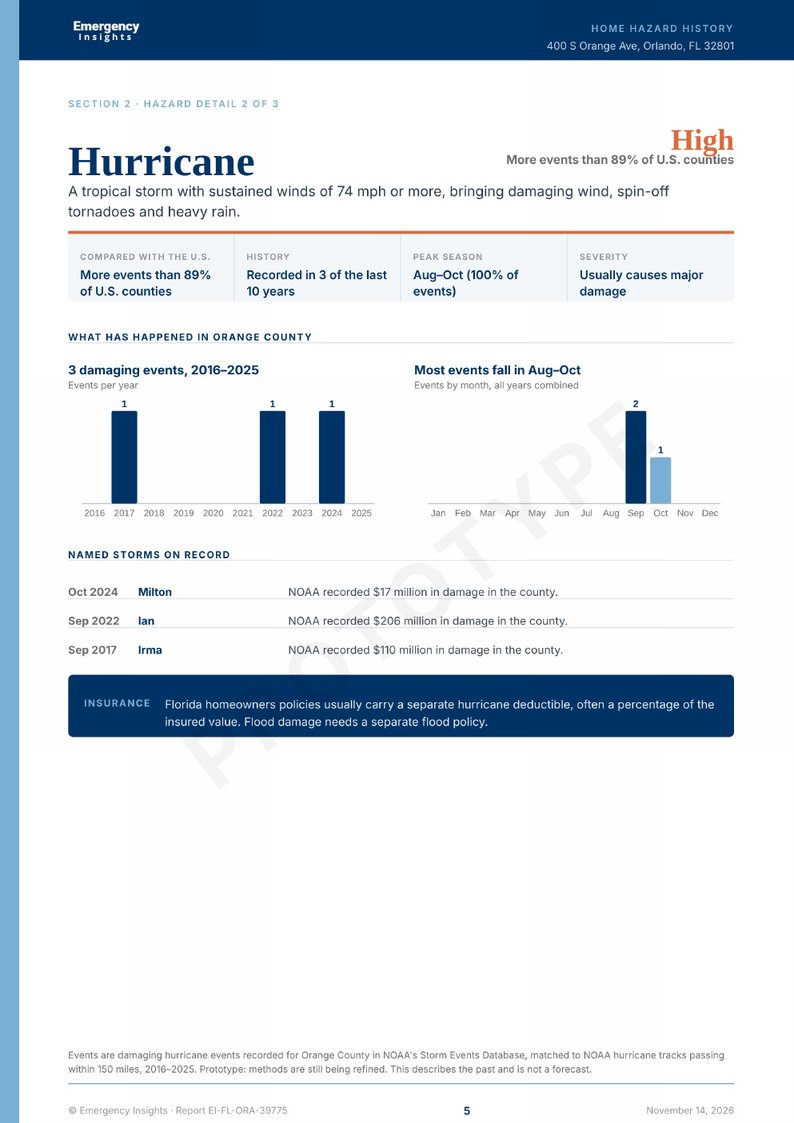 Emergency
Insights
HOME HAZARD HISTORY
400 S Orange Ave, Orlando, FL 32801
SECTION 2 · HAZARD DETAIL 2 OF 3
Hurricane
High
More events than 89% of U.S. counties
A tropical storm with sustained winds of 74 mph or more, bringing damaging wind, spin-off
tornadoes and heavy rain.
COMPARED WITH THE U.S.
More events than 89%
of U.S. counties
HISTORY
Recorded in 3 of the last
10 years
PEAK SEASON
Aug–Oct (100% of
events)
SEVERITY
Usually causes major
damage
WHAT HAS HAPPENED IN ORANGE COUNTY
3 damaging events, 2016–2025
Events per year
1 1 1
2016 2017 2018 2019 2020 2021 2022 2023 2024 2025
Most events fall in Aug–Oct
Events by month, all years combined
2
1
Jan Feb Mar Apr May Jun Jul Aug Sep Oct Nov Dec
NAMED STORMS ON RECORD
Oct 2024 Milton NOAA recorded $17 million in damage in the county.
Sep 2022 Ian NOAA recorded $206 million in damage in the county.
Sep 2017 Irma NOAA recorded $110 million in damage in the county.
INSURANCE Florida homeowners policies usually carry a separate hurricane deductible, often a percentage of the
insured value. Flood damage needs a separate flood policy.
PROTOTYPE
Events are damaging hurricane events recorded for Orange County in NOAA's Storm Events Database, matched to NOAA hurricane tracks passing
within 150 miles, 2016–2025. Prototype: methods are still being refined. This describes the past and is not a forecast.
© Emergency Insights · Report EI-FL-ORA-39775 5 November 14, 2026